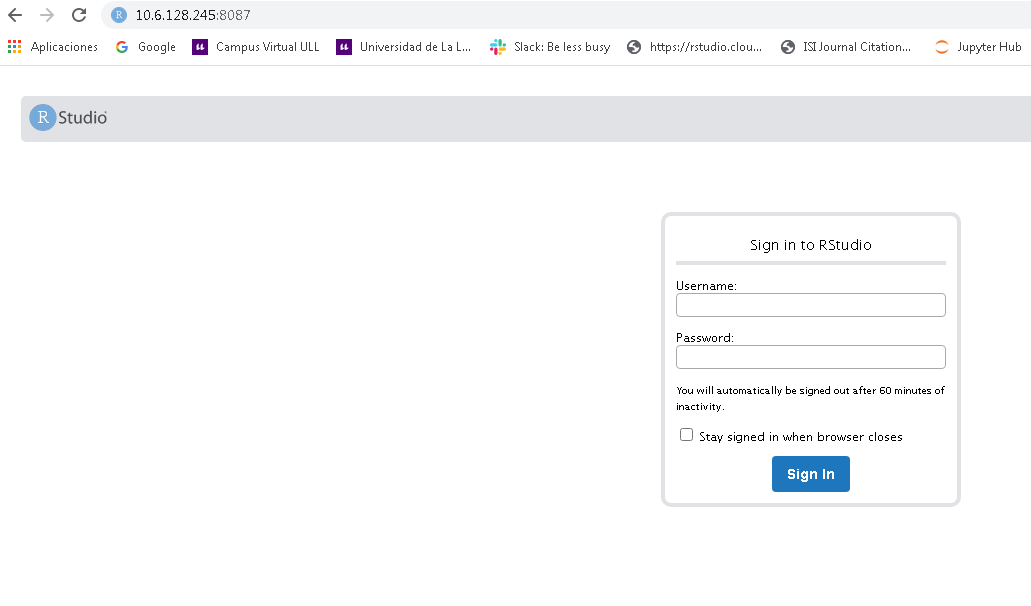 10.6.128.245:8087
Aplicaciones Google Campus Virtual ULL Universidad de La L... Slack: Be less busy https://rstudio.clou... ISI Journal Citation... Jupyter Hub
R Studio
Sign in to RStudio
Username:
Password:
You will automatically be signed out after 60 minutes of
inactivity.
Stay signed in when browser closes
Sign In